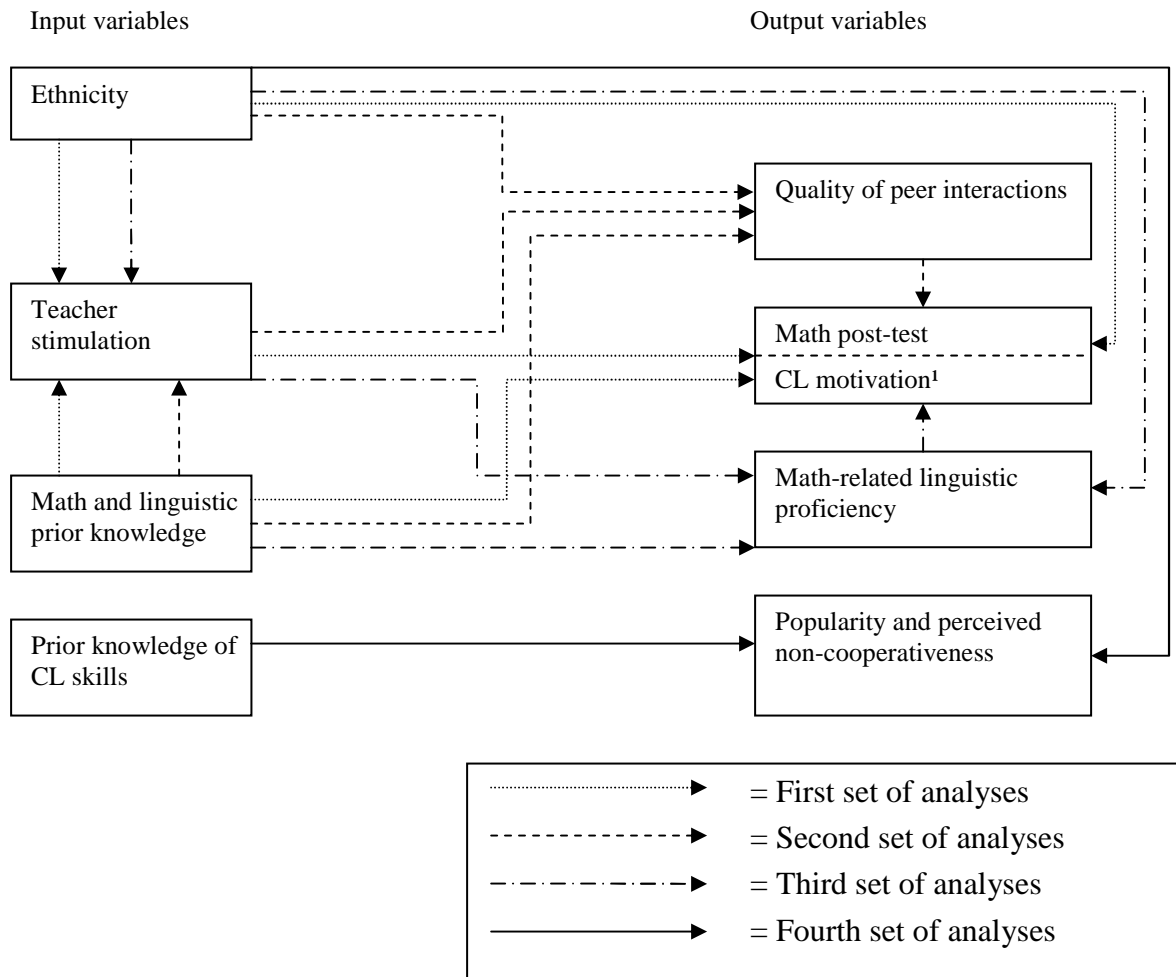 Input variables
Output variables
Ethnicity
Quality of peer interactions
Teacher
stimulation
Math post-test
CL motivation¹
Math and linguistic
prior knowledge
Math-related linguistic
proficiency
Prior knowledge of
CL skills
Popularity and perceived
non-cooperativeness
= First set of analyses
= Second set of analyses
= Third set of analyses
= Fourth set of analyses